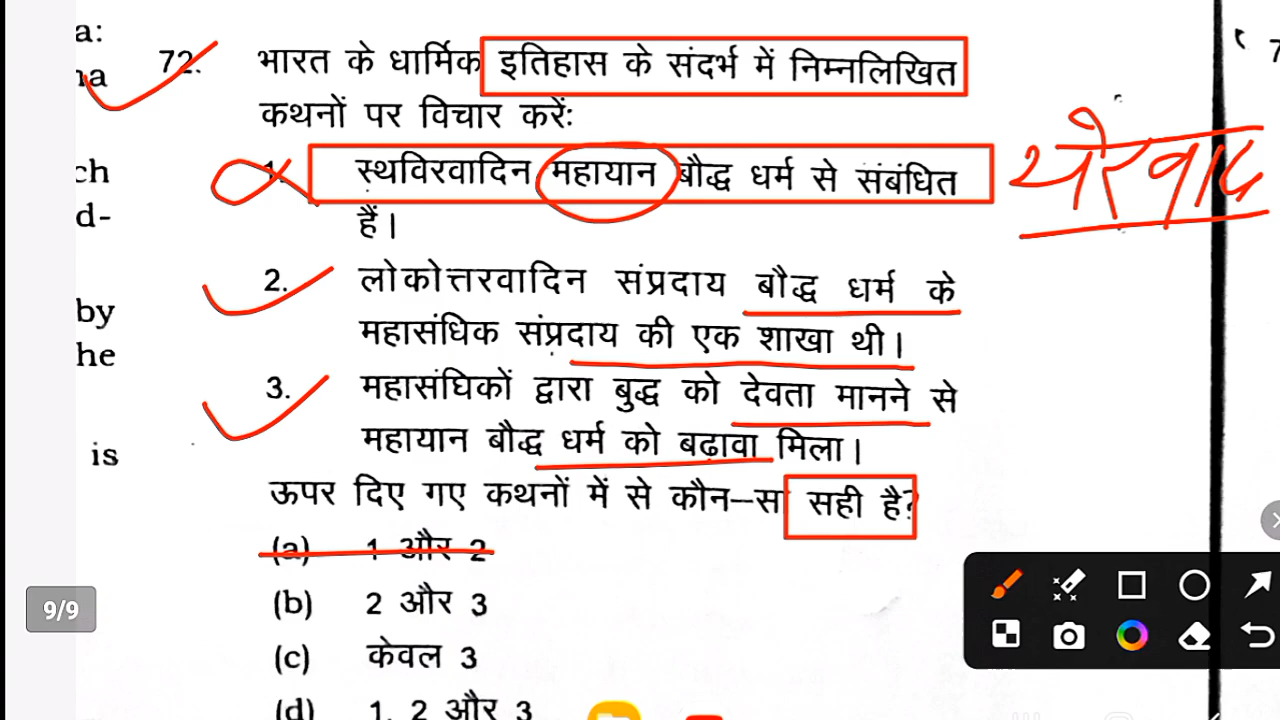 a:
72. भारत के धार्मिक इतिहास के संदर्भ में निम्नलिखित
कथनों पर विचार करें:
1. स्थविरवादिन महायान बौद्ध धर्म से संबंधित
हैं।
थेरवाद
2. लोकोत्तरवादिन संप्रदाय बौद्ध धर्म के
महासंधिक संप्रदाय की एक शाखा थी।
3. महासंघिकों द्वारा बुद्ध को देवता मानने से
महायान बौद्ध धर्म को बढ़ावा मिला।
ऊपर दिए गए कथनों में से कौन–स सही है?
(a) 1 और 2
(b) 2 और 3
(c) केवल 3
(d) 1, 2 और 3
na
ch
d-
by
he
is
7
9/9